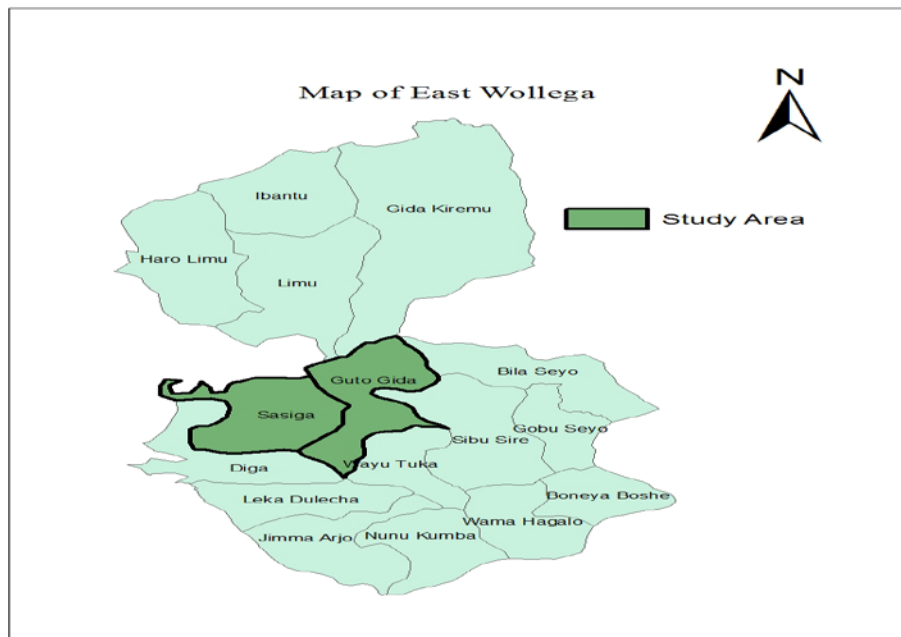 N
Map of East Wollega
Ibantu
Gida Kiremu
Study Area
Haro Limu
Limu
Bila Seyo
Guto Gida
Sasiga
Gobu Seyo
Sibu Sire
Diga
Wayu Tuka
Leka Dulecha
Boneya Boshe
Wama Hagalo
Jimma Arjo
Nunu Kumba